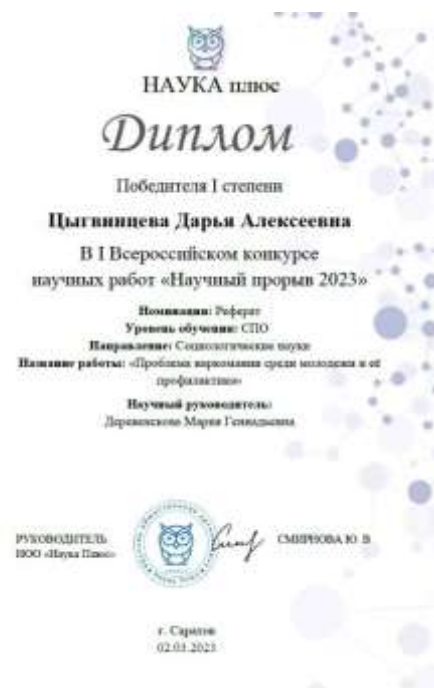 НАУКА плюс
Диплом
Победителя I степени
Цыгвинцева Дарья Алексеевна
В I Всероссийском конкурсе
научных работ «Научный прорыв 2023»
Номинация: Реферат
Уровень обучения: СПО
Направление: Социологические науки
Название работы: «Проблема наркомании среди молодежи и её
профилактика»
Научный руководитель:
Мария Геннадьевна
РУКОВОДИТЕЛЬ
НОО «Наука Плюс»
СМИРНОВА Ю. В
г. Саратов
02.03.2023